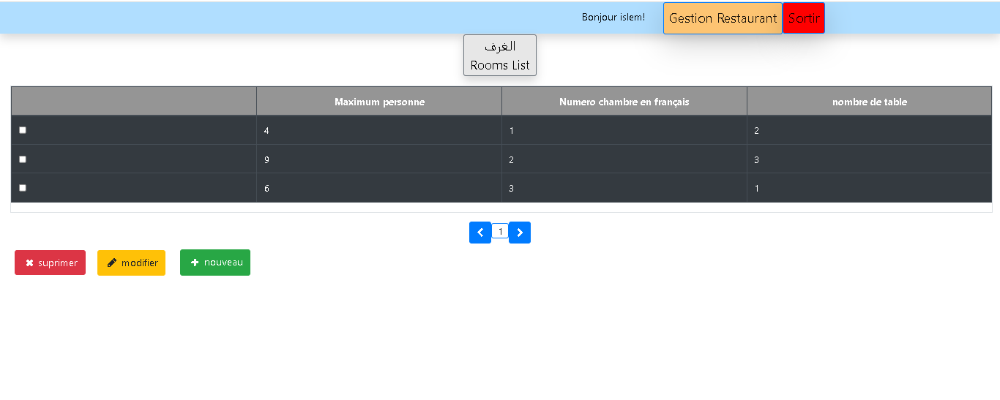 Bonjour islem! Gestion Restaurant Sortir
الغرف
Rooms List
Maximum personne Numero chambre en français nombre de table
4 1 2
9 2 3
6 3 1
1
suprimer modifier nouveau